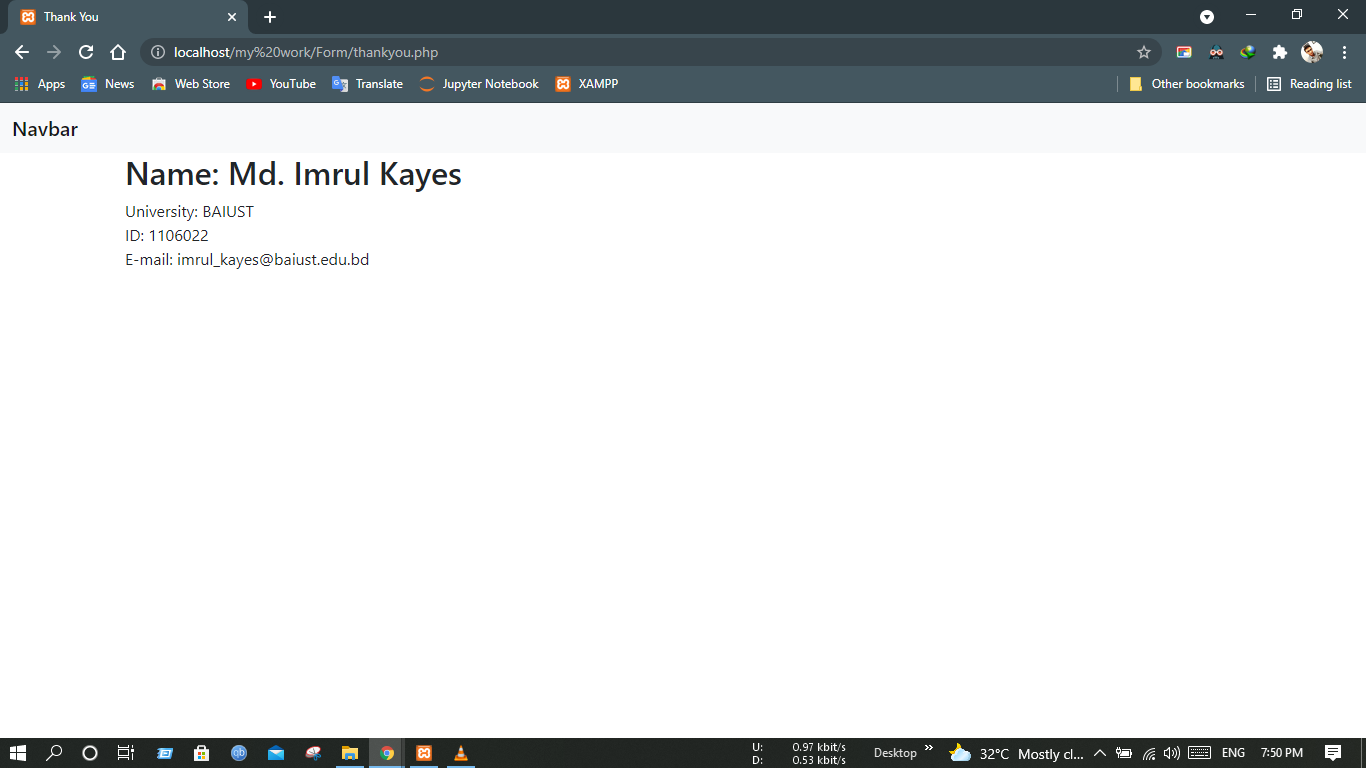 Thank You
localhost/my%20work/Form/thankyou.php
Apps News Web Store YouTube Translate Jupyter Notebook XAMPP Other bookmarks Reading list
Navbar
Name: Md. Imrul Kayes
University: BAIUST
ID: 1106022
E-mail: imrul_kayes@baiust.edu.bd
U: 0.97 kbit/s
D: 0.53 kbit/s
Desktop » 32°C Mostly cl... ENG 7:50 PM